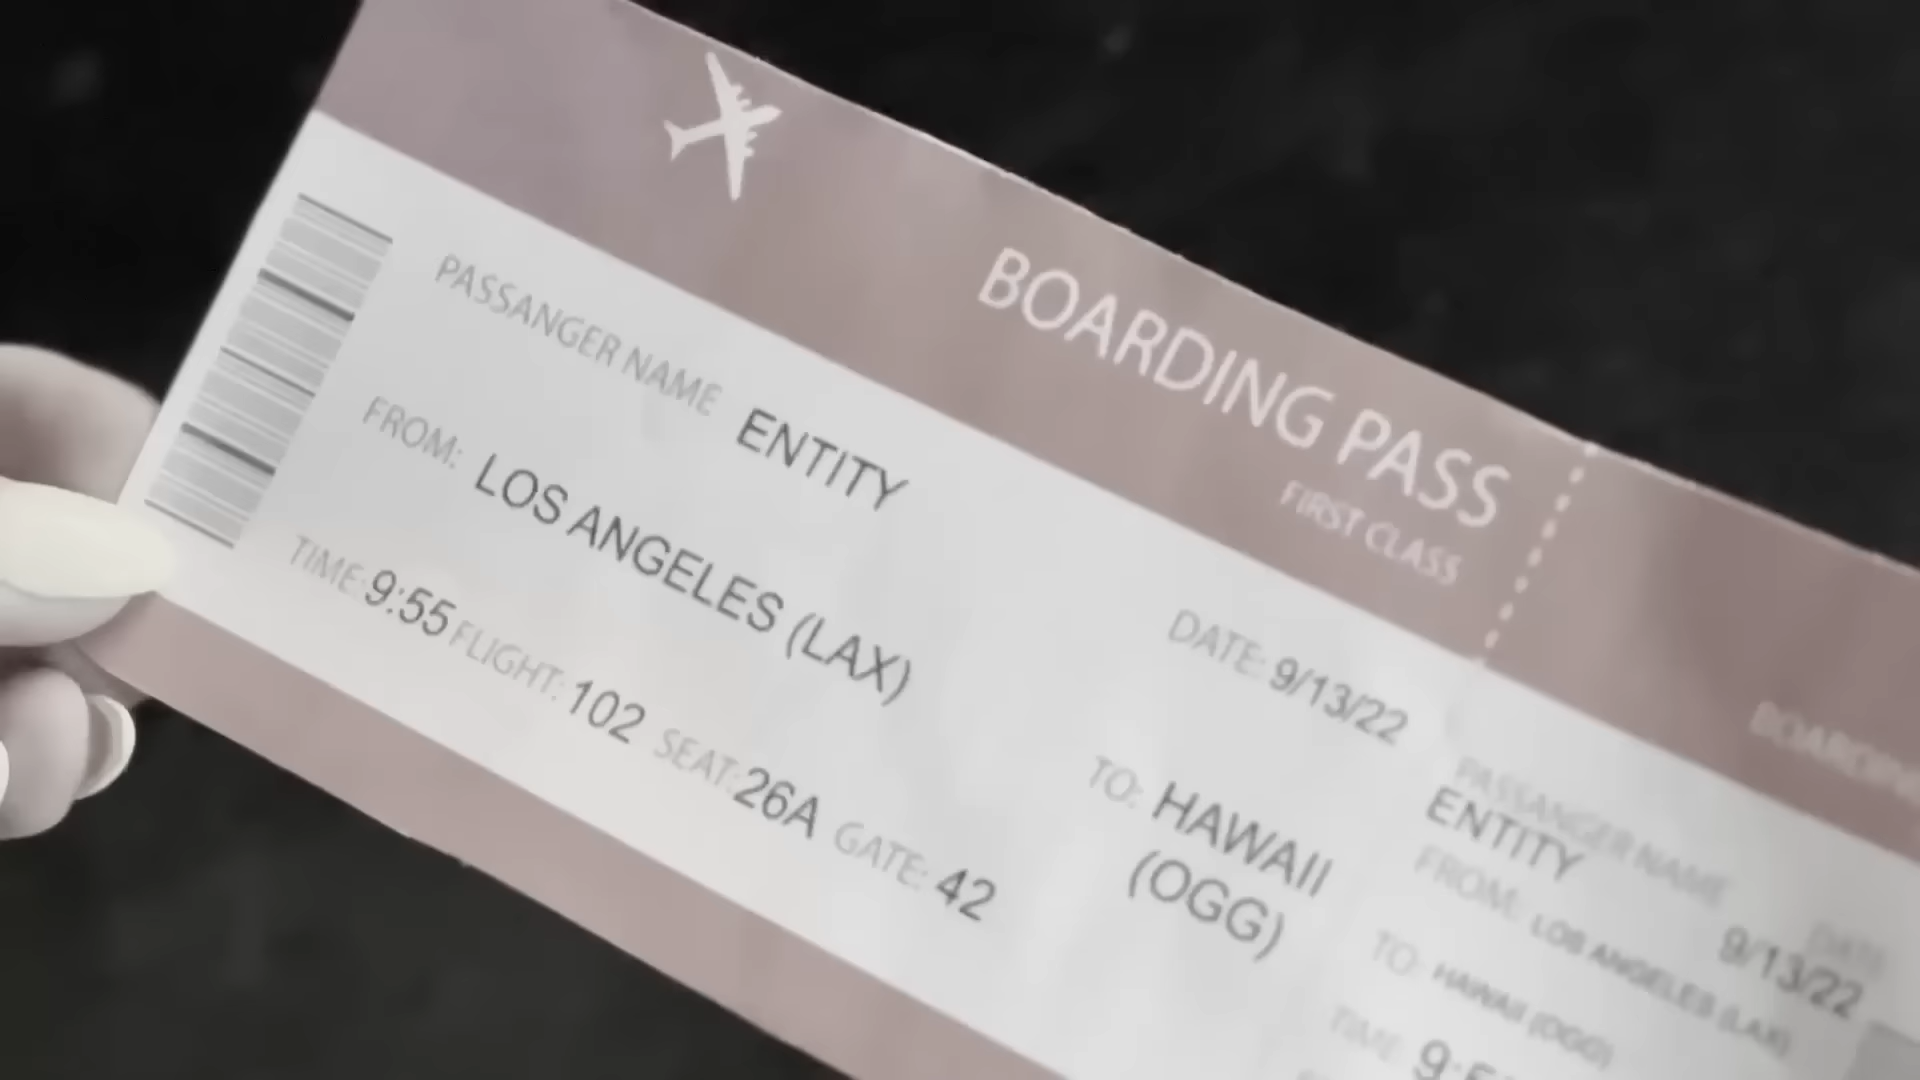 BOARDING PASS
FIRST CLASS
PASSANGER NAME ENTITY
DATE: 9/13/22
FROM: LOS ANGELES (LAX)
TO: HAWAII
(OGG)
TIME: 9:55 FLIGHT: 102 SEAT: 26A GATE: 42
PASSANGER NAME
ENTITY
DATE
9/13/22
FROM: LOS ANGELES (LAX)
TO: HAWAII (OGG)
TIME: